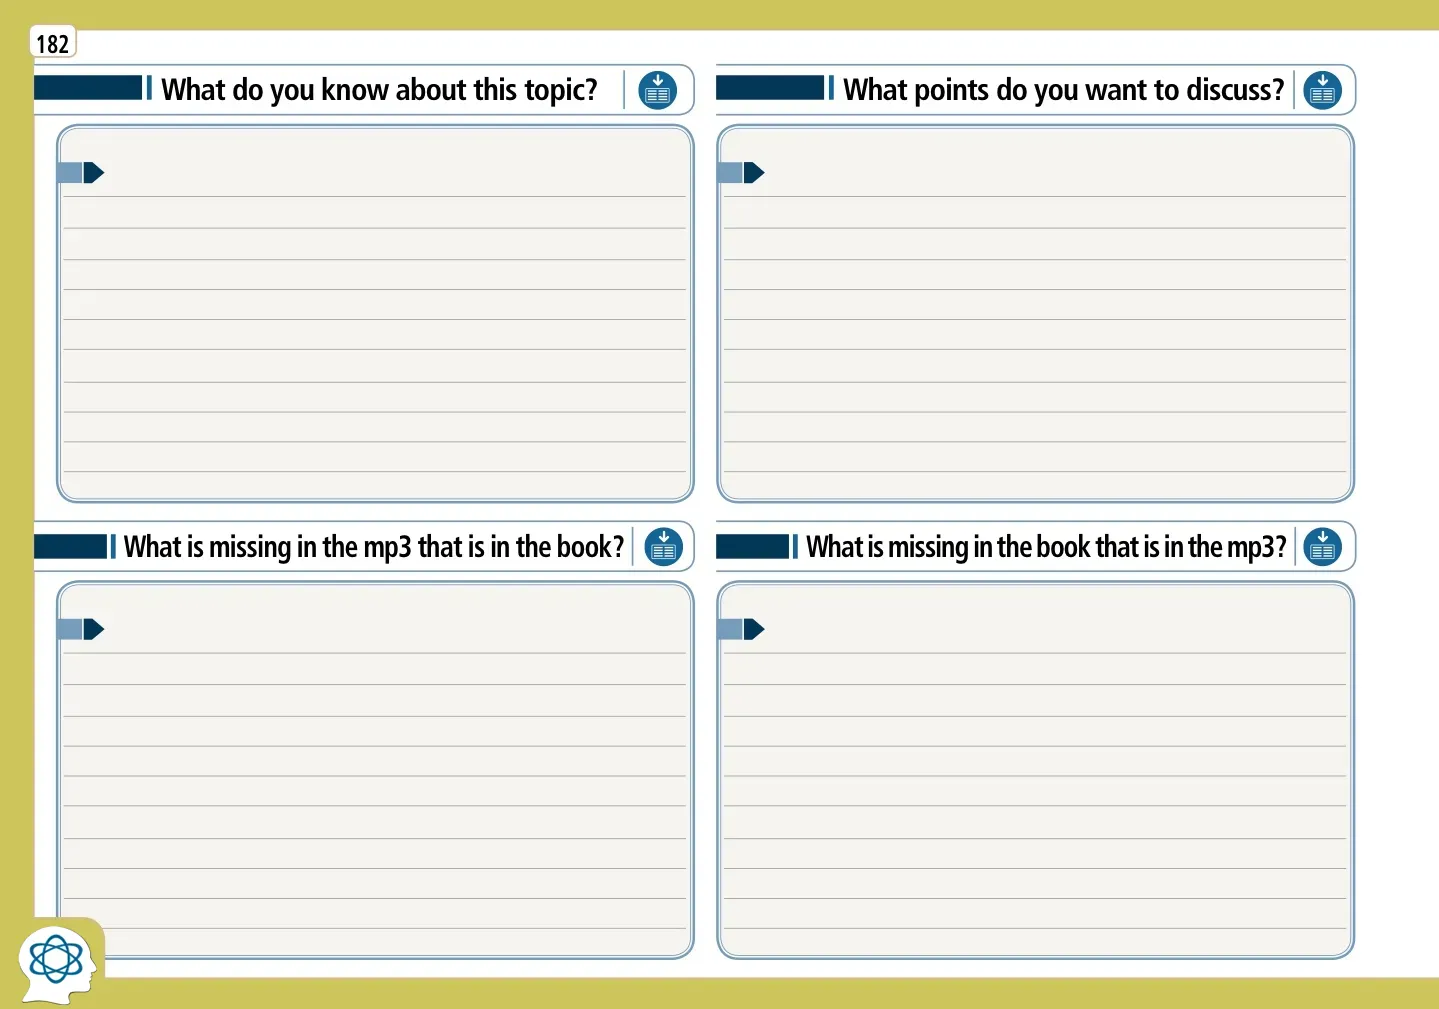 182
What do you know about this topic?
What points do you want to discuss?
What is missing in the mp3 that is in the book?
What is missing in the book that is in the mp3?